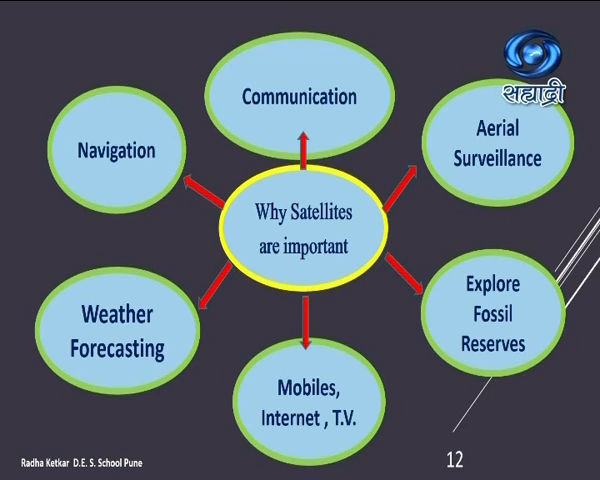 सह्याद्री
Communication
Navigation
Aerial
Surveillance
Why Satellites
are important
Weather
Forecasting
Explore
Fossil
Reserves
Mobiles,
Internet , T.V.
Radha Ketkar D.E. S. School Pune
12